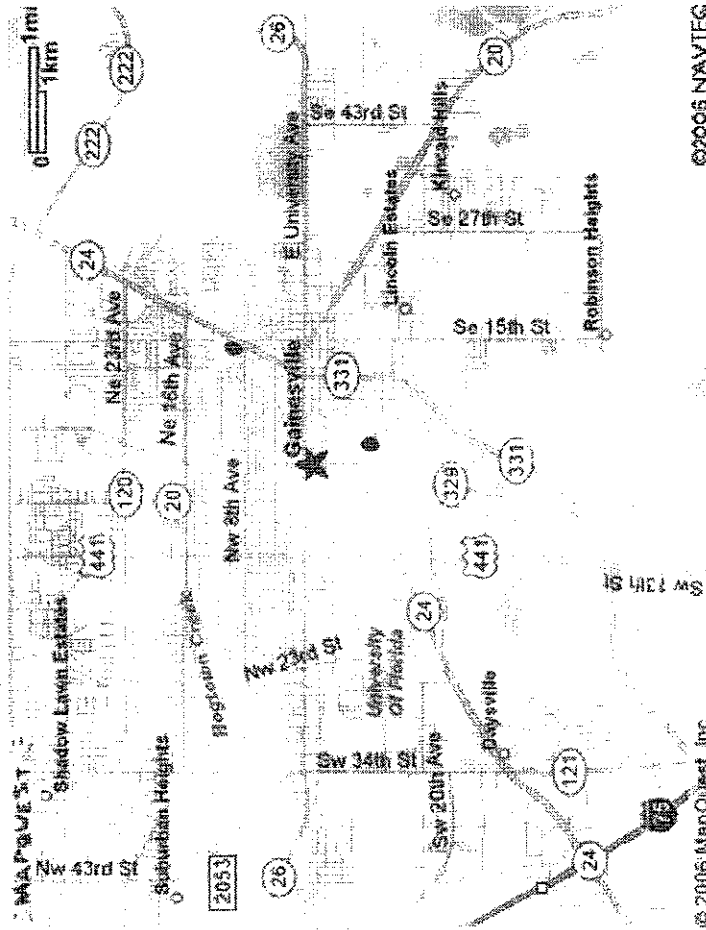 MAPQUEST
0 1mi
1km
222
222
Shadow Lawn Estates
441
24
Nw 43rd St
120
Ne 23rd Ave
Suburban Heights
20
Ne 16th Ave
Hogtown Creek
2053
Nw 8th Ave
26
Nw 23rd St
Gainesville
E University Ave
26
331
Sw 34th St
University
Of Florida
Se 43rd St
Lincoln Estates
Kincaid Hills
20
24
329
Sw 20th Ave
Daysville
441
331
Se 15th St
Se 27th St
121
24
75
Sw 13th St
Robinson Heights
© 2006 MapQuest Inc
©2006 NAVTEQ